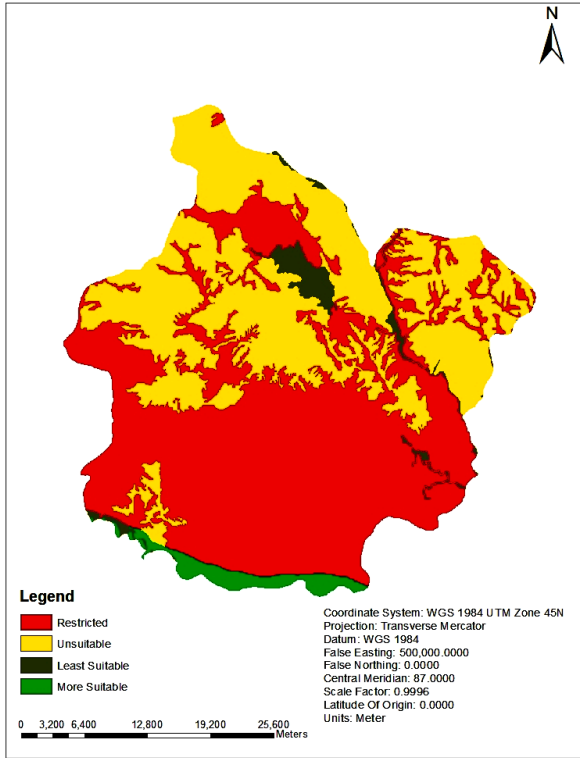 N
Legend
Restricted
Unsuitable
Least Suitable
More Suitable
Coordinate System: WGS 1984 UTM Zone 45N
Projection: Transverse Mercator
Datum: WGS 1984
False Easting: 500,000.0000
False Northing: 0.0000
Central Meridian: 87.0000
Scale Factor: 0.9996
Latitude Of Origin: 0.0000
Units: Meter
0 3,200 6,400 12,800 19,200 25,600
Meters